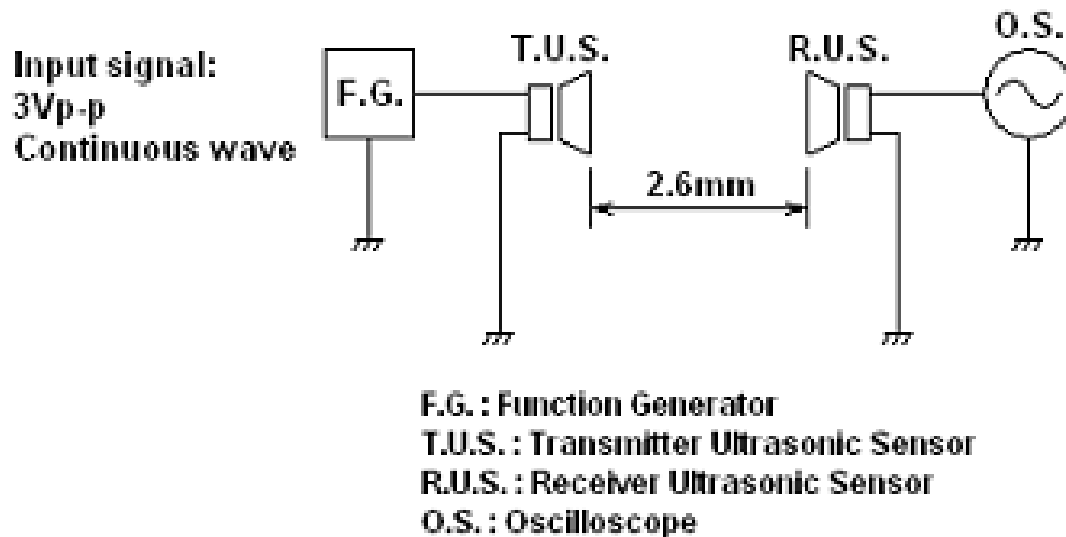 Input signal:
3Vp-p
Continuous wave
F.G.
T.U.S.
R.U.S.
O.S.
2.6mm
F.G. : Function Generator
T.U.S. : Transmitter Ultrasonic Sensor
R.U.S. : Receiver Ultrasonic Sensor
O.S. : Oscilloscope